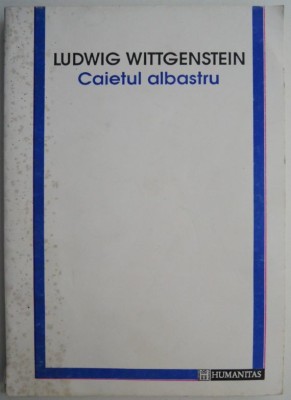 LUDWIG WITTGENSTEIN
Caietul albastru
HUMANITAS